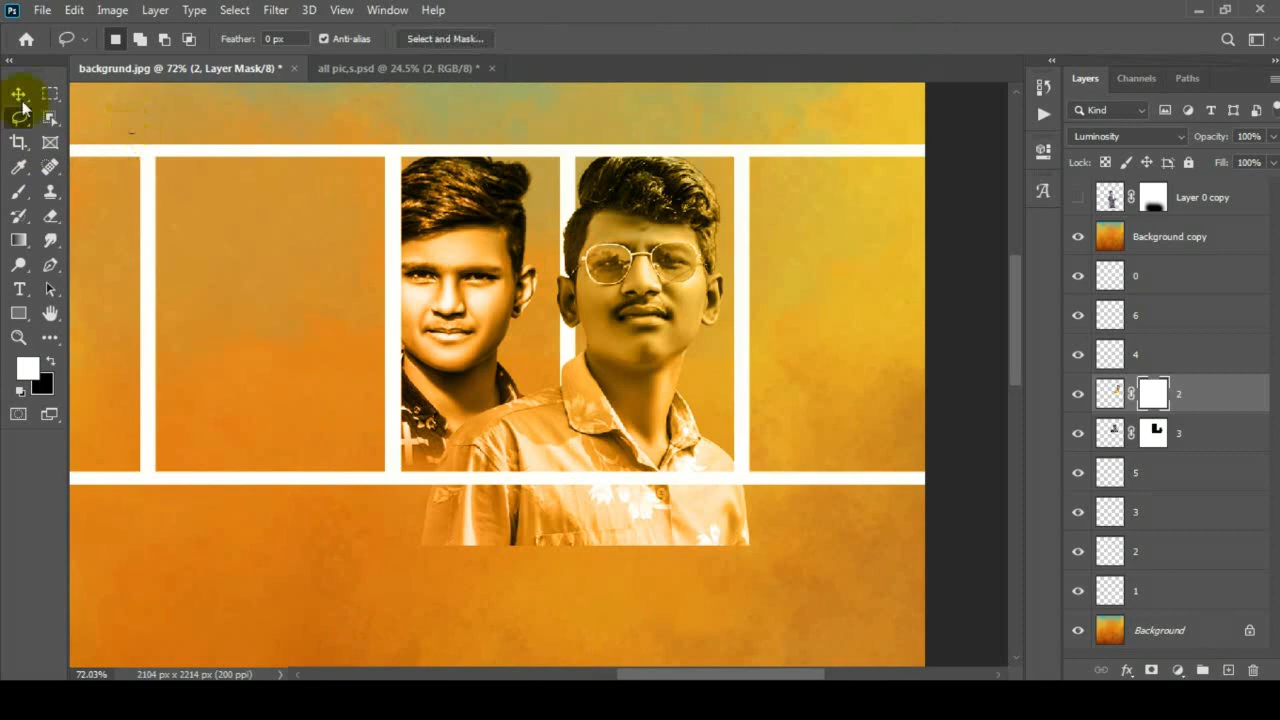 Ps File Edit Image Layer Type Select Filter 3D View Window Help
Feather: 0 px Anti-alias Select and Mask...
backgrund.jpg @ 72% (2, Layer Mask/8) * × all pic,s.psd @ 24.5% (2, RGB/8) * ×
Layers Channels Paths
Kind
Luminosity Opacity: 100%
Lock: Fill: 100%
Layer 0 copy
Background copy
0
6
4
2
3
5
3
2
1
Background
72.03% 2104 px x 2214 px (200 ppi)